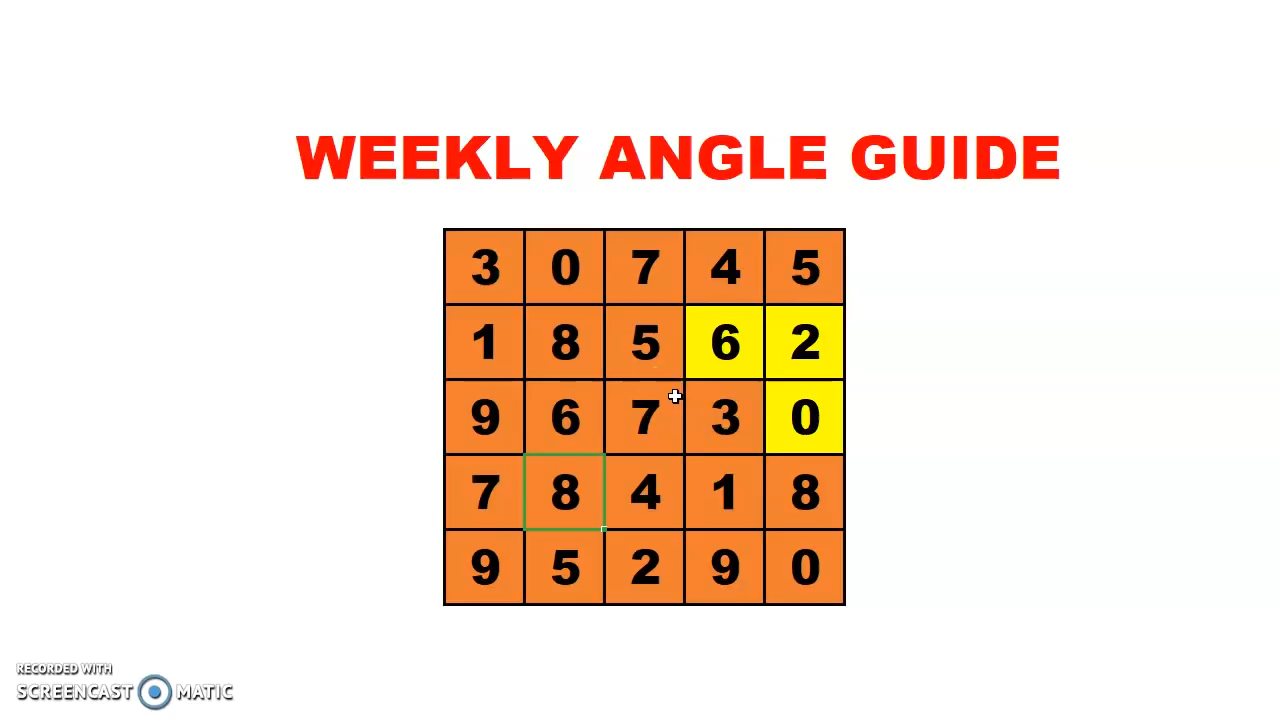 WEEKLY ANGLE GUIDE
3 0 7 4 5
1 8 5 6 2
9 6 7 3 0
7 8 4 1 8
9 5 2 9 0
RECORDED WITH
SCREENCAST MATIC